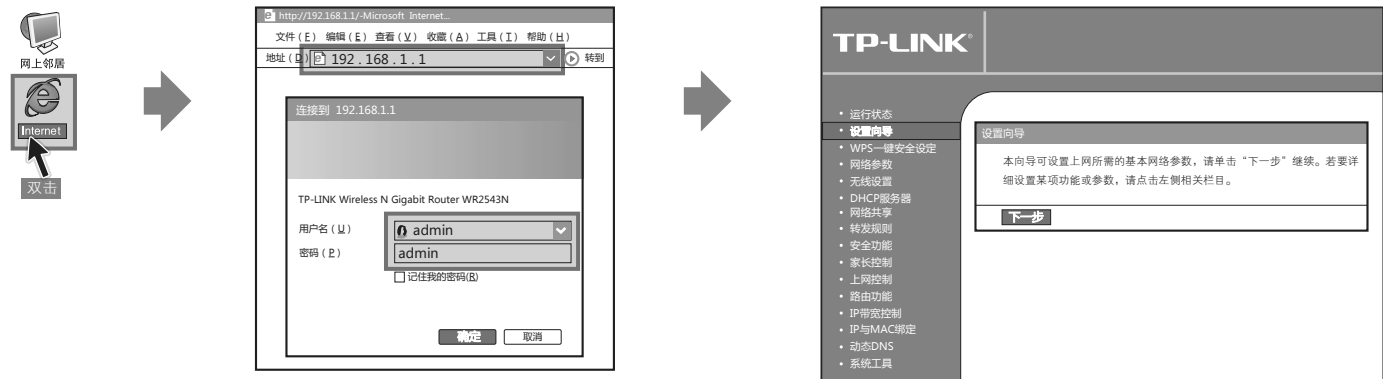 网上邻居
Internet
双击
http://192.168.1.1/-Microsoft Internet...
文件(F) 编辑(E) 查看(V) 收藏(A) 工具(I) 帮助(H)
地址(D) 192.168.1.1 转到
连接到 192.168.1.1
TP-LINK Wireless N Gigabit Router WR2543N
用户名(U) admin
密码(P) admin
记住我的密码(R)
确定 取消
TP-LINK®
• 运行状态
• 设置向导
• WPS一键安全设定
• 网络参数
• 无线设置
• DHCP服务器
• 网络共享
• 转发规则
• 安全功能
• 家长控制
• 上网控制
• 路由功能
• IP带宽控制
• IP与MAC绑定
• 动态DNS
• 系统工具
设置向导
本向导可设置上网所需的基本网络参数，请单击“下一步”继续。若要详
细设置某项功能或参数，请点击左侧相关栏目。
下一步